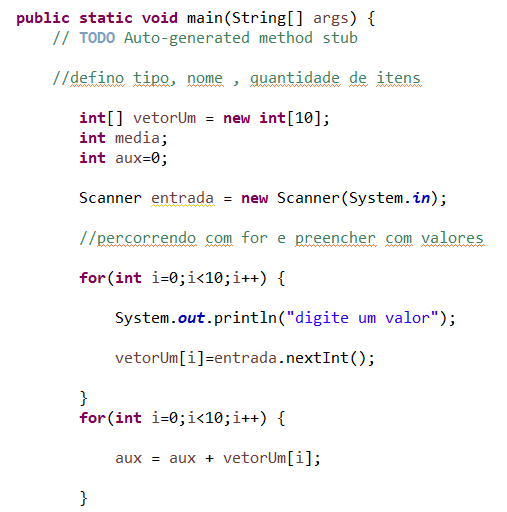 public static void main(String[] args) {
// TODO Auto-generated method stub
//defino tipo, nome , quantidade de itens
int[] vetorUm = new int[10];
int media;
int aux=0;
Scanner entrada = new Scanner(System.in);
//percorrendo com for e preencher com valores
for(int i=0;i<10;i++) {
System.out.println("digite um valor");
vetorUm[i]=entrada.nextInt();
}
for(int i=0;i<10;i++) {
aux = aux + vetorUm[i];
}